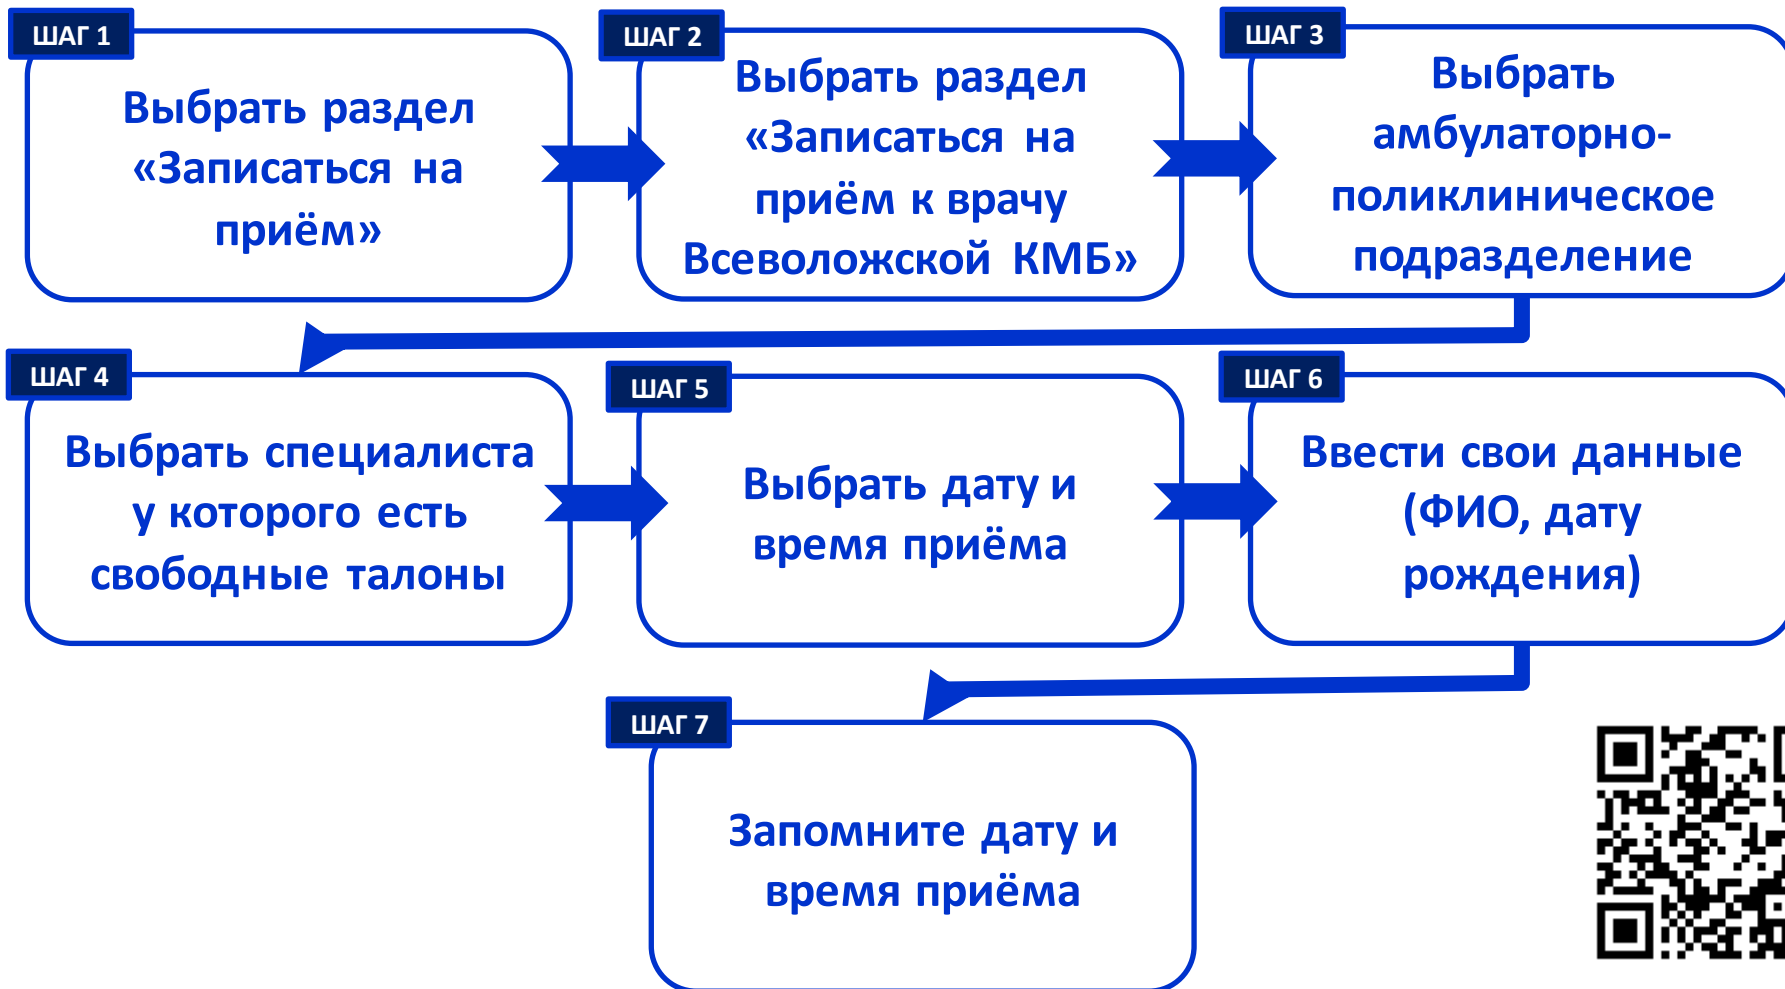 ШАГ 1
Выбрать раздел
«Записаться на
приём»
ШАГ 2
Выбрать раздел
«Записаться на
приём к врачу
Всеволожской КМБ»
ШАГ 3
Выбрать
амбулаторно-
поликлиническое
подразделение
ШАГ 4
Выбрать специалиста
у которого есть
свободные талоны
ШАГ 5
Выбрать дату и
время приёма
ШАГ 6
Ввести свои данные
(ФИО, дату
рождения)
ШАГ 7
Запомните дату и
время приёма